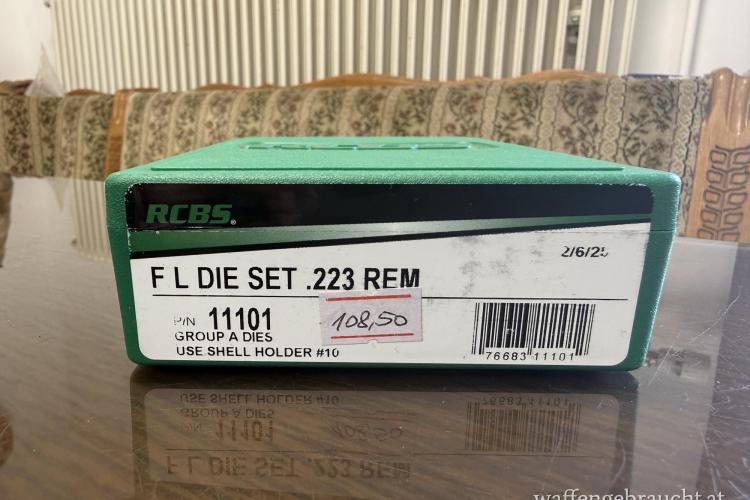 RCBS®
2/6/25
F L DIE SET .223 REM
P/N 11101
108,50
GROUP A DIES
USE SHELL HOLDER #10
76683 11101
waffengebraucht.at